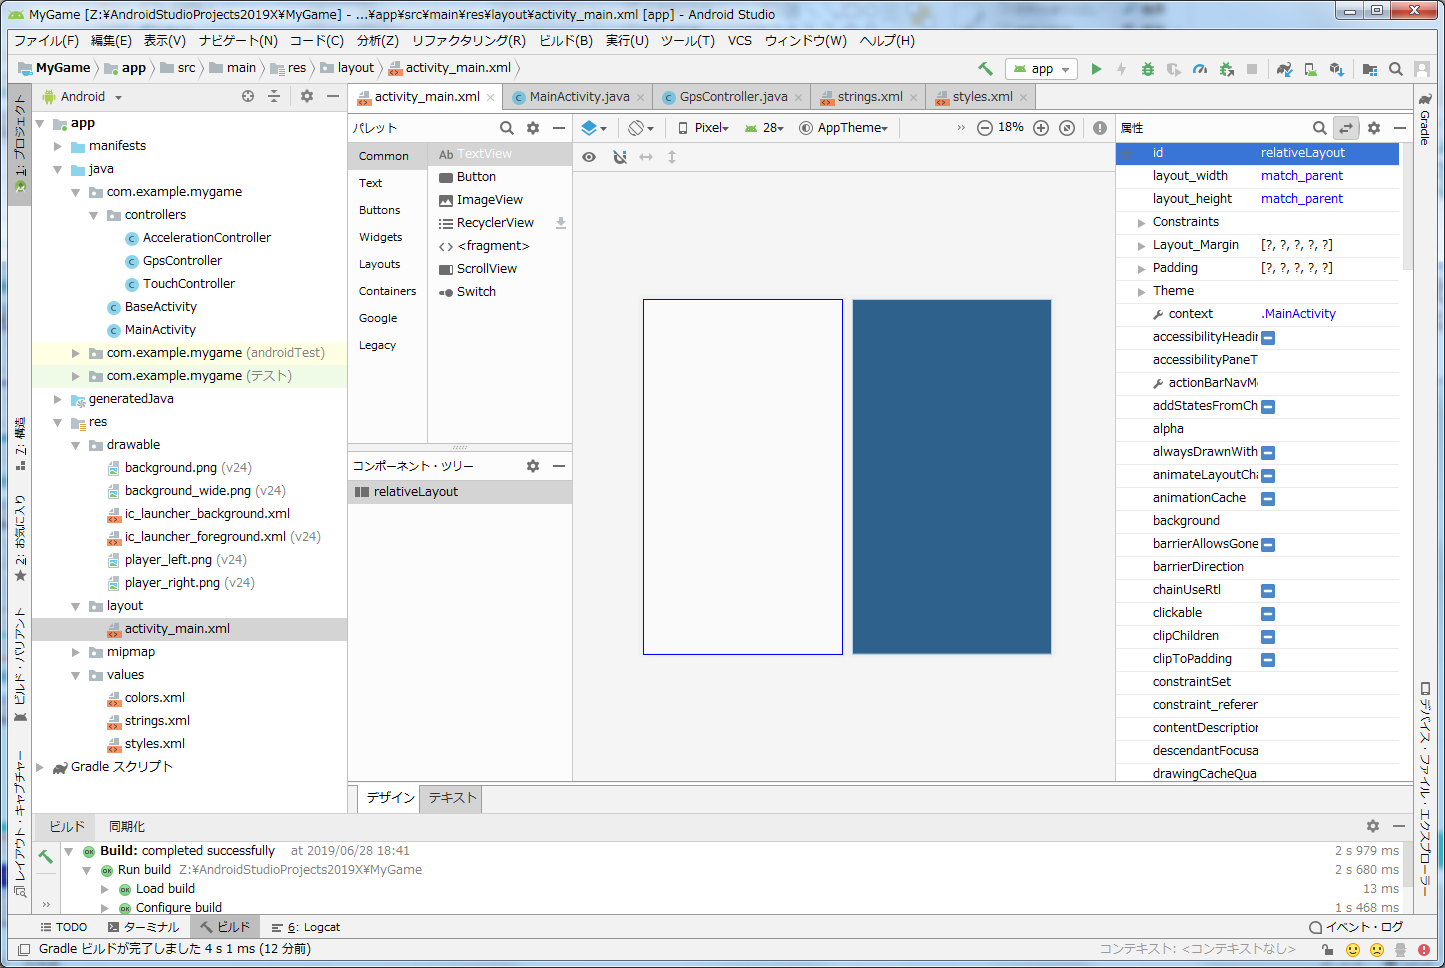 MyGame [Z:¥AndroidStudioProjects2019X¥MyGame] - ...¥app¥src¥main¥res¥layout¥activity_main.xml [app] - Android Studio
ファイル(F) 編集(E) 表示(V) ナビゲート(N) コード(C) 分析(Z) リファクタリング(R) ビルド(B) 実行(U) ツール(T) VCS ウィンドウ(W) ヘルプ(H)
MyGame app src main res layout activity_main.xml
app
1: プロジェクト
Z: 構造
2: お気に入り
ビルド・バリアント
レイアウト・キャプチャー
Android
app
manifests
java
com.example.mygame
controllers
AccelerationController
GpsController
TouchController
BaseActivity
MainActivity
com.example.mygame (androidTest)
com.example.mygame (テスト)
generatedJava
res
drawable
background.png (v24)
background_wide.png (v24)
ic_launcher_background.xml
ic_launcher_foreground.xml (v24)
player_left.png (v24)
player_right.png (v24)
layout
activity_main.xml
mipmap
values
colors.xml
strings.xml
styles.xml
Gradle スクリプト
activity_main.xml MainActivity.java GpsController.java strings.xml styles.xml
パレット
Common
Text
Buttons
Widgets
Layouts
Containers
Google
Legacy
Ab TextView
Button
ImageView
RecyclerView
<fragment>
ScrollView
Switch
コンポーネント・ツリー
relativeLayout
Pixel 28 AppTheme 18%
属性
id relativeLayout
layout_width match_parent
layout_height match_parent
Constraints
Layout_Margin [?, ?, ?, ?, ?]
Padding [?, ?, ?, ?, ?]
Theme
context .MainActivity
accessibilityHeadin
accessibilityPaneT
actionBarNavMo
addStatesFromCh
alpha
alwaysDrawnWith
animateLayoutCha
animationCache
background
barrierAllowsGone
barrierDirection
chainUseRtl
clickable
clipChildren
clipToPadding
constraintSet
constraint_referen
contentDescription
descendantFocusa
drawingCacheQua
Gradle
デバイス・ファイル・エクスプローラー
デザイン テキスト
ビルド 同期化
Build: completed successfully at 2019/06/28 18:41 2 s 979 ms
Run build Z:¥AndroidStudioProjects2019X¥MyGame 2 s 680 ms
Load build 13 ms
Configure build 1 s 468 ms
TODO ターミナル ビルド 6: Logcat イベント・ログ
Gradle ビルドが完了しました 4 s 1 ms (12 分前) コンテキスト: <コンテキストなし>